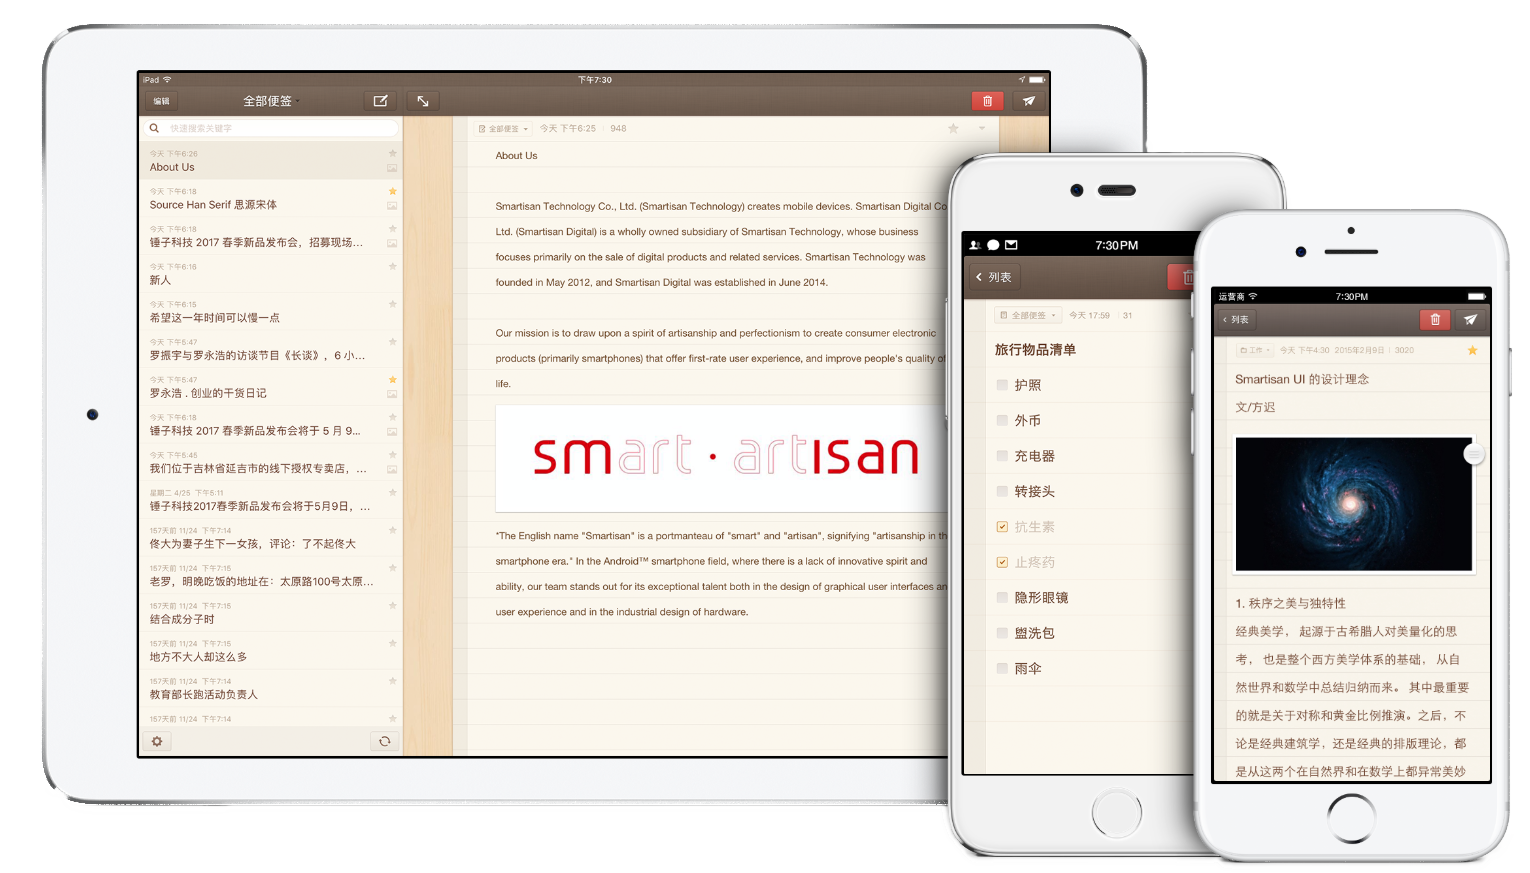 iPad
下午7:30
编辑
全部便签
快速搜索关键字
今天 下午6:26
About Us
今天 下午6:18
Source Han Serif 思源宋体
今天 下午6:18
锤子科技 2017 春季新品发布会，招募现场...
今天 下午6:16
新人
今天 下午6:15
希望这一年时间可以慢一点
今天 下午5:47
罗振宇与罗永浩的访谈节目《长谈》，6 小...
今天 下午5:47
罗永浩 . 创业的干货日记
今天 下午6:17
锤子科技 2017 春季新品发布会将于 5 月 9...
今天 下午5:45
我们位于吉林省延吉市的线下授权专卖店，...
星期二 4/25 下午5:11
锤子科技2017春季新品发布会将于5月9日，...
157天前 11/24 下午7:14
佟大为妻子生下一女孩，评论：了不起佟大
157天前 11/24 下午7:15
老罗，明晚吃饭的地址在：太原路100号太原...
157天前 11/24 下午7:15
结合成分子时
157天前 11/24 下午7:15
地方不大人却这么多
157天前 11/24 下午7:14
教育部长跑活动负责人
157天前 11/24 下午7:14
全部便签 今天 下午6:25 948
About Us
Smartisan Technology Co., Ltd. (Smartisan Technology) creates mobile devices. Smartisan Digital Co
Ltd. (Smartisan Digital) is a wholly owned subsidiary of Smartisan Technology, whose business
focuses primarily on the sale of digital products and related services. Smartisan Technology was
founded in May 2012, and Smartisan Digital was established in June 2014.
Our mission is to draw upon a spirit of artisanship and perfectionism to create consumer electronic
products (primarily smartphones) that offer first-rate user experience, and improve people's quality of
life.
smart · artisan
"The English name "Smartisan" is a portmanteau of "smart" and "artisan", signifying "artisanship in th
smartphone era." In the Android™ smartphone field, where there is a lack of innovative spirit and
ability, our team stands out for its exceptional talent both in the design of graphical user interfaces an
user experience and in the industrial design of hardware.
7:30PM
列表
全部便签 今天 17:59 31
旅行物品清单
护照
外币
充电器
转接头
抗生素
止疼药
隐形眼镜
盥洗包
雨伞
运营商
7:30PM
列表
工作 今天 下午4:30 2015年2月9日 3020
Smartisan UI 的设计理念
文/方迟
1. 秩序之美与独特性
经典美学， 起源于古希腊人对美量化的思
考， 也是整个西方美学体系的基础， 从自
然世界和数学中总结归纳而来。 其中最重要
的就是关于对称和黄金比例推演。之后，不
论是经典建筑学，还是经典的排版理论，都
是从这两个在自然界和在数学上都异常美妙